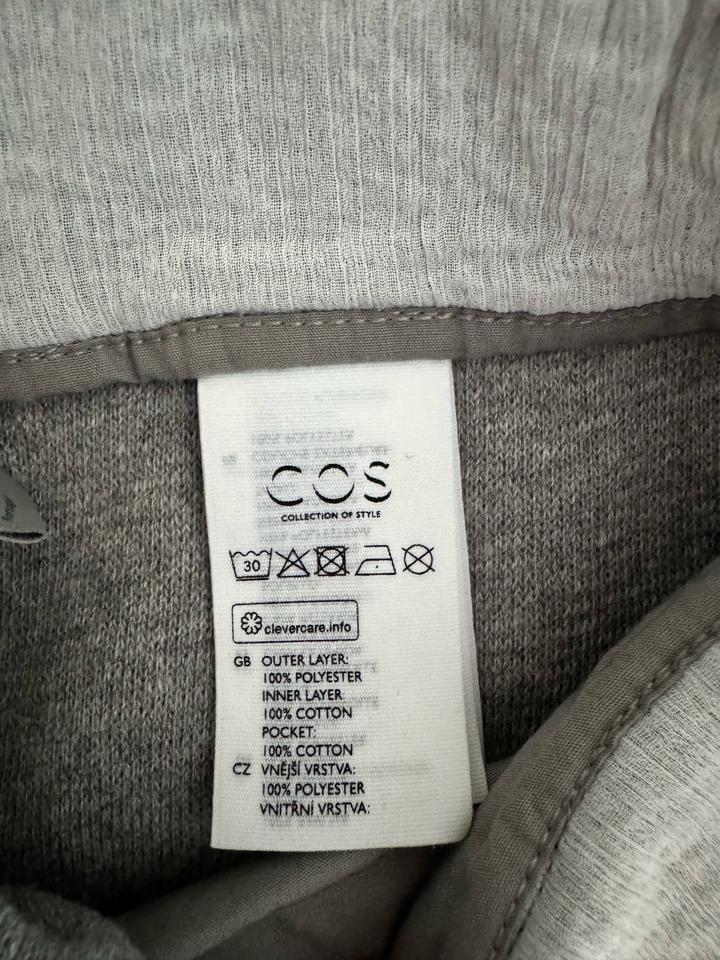 COS
COLLECTION OF STYLE
30
clevercare.info
GB OUTER LAYER:
100% POLYESTER
INNER LAYER
100% COTTON
POCKET:
100% COTTON
CZ VNĚJŠÍ VRSTVA:
100% POLYESTER
VNITŘNÍ VRSTVA: